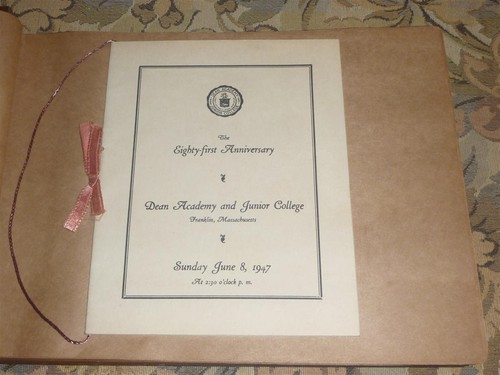 The
Eighty-first Anniversary
Dean Academy and Junior College
Franklin, Massachusetts
Sunday June 8, 1947
At 2:30 o'clock p. m.